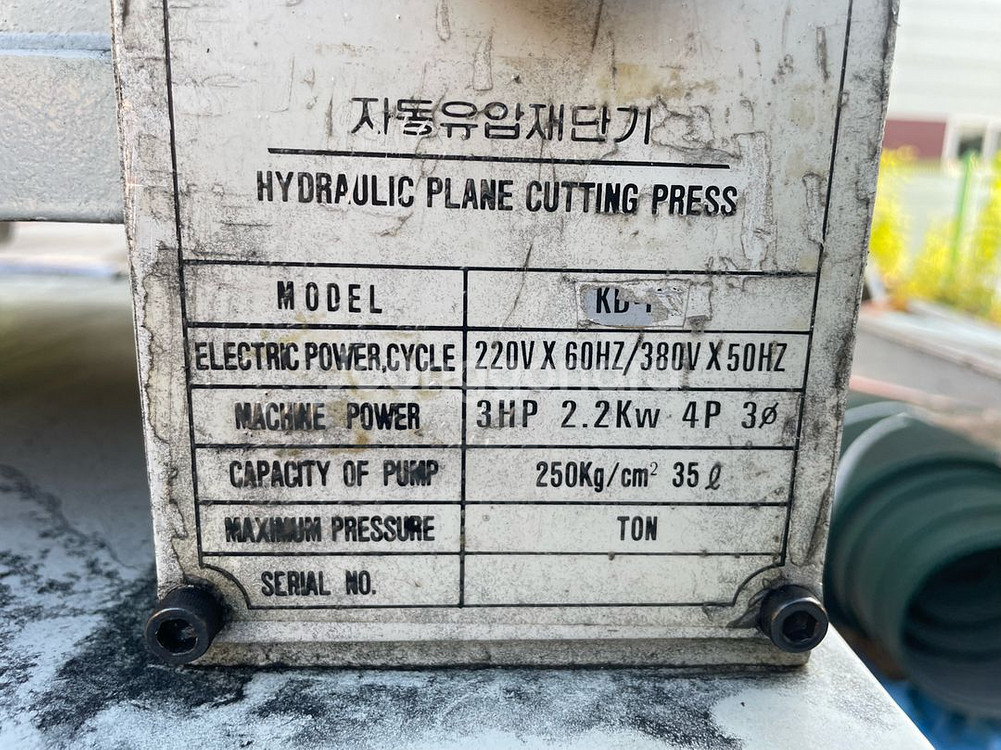 자동유압재단기
HYDRAULIC PLANE CUTTING PRESS
MODEL
ELECTRIC POWER,CYCLE 220V X 60HZ/380V X 50HZ
MACHINE POWER 3HP 2.2Kw 4P 3ø
CAPACITY OF PUMP 250Kg/cm² 35 ℓ
MAXIMUM PRESSURE TON
SERIAL NO.